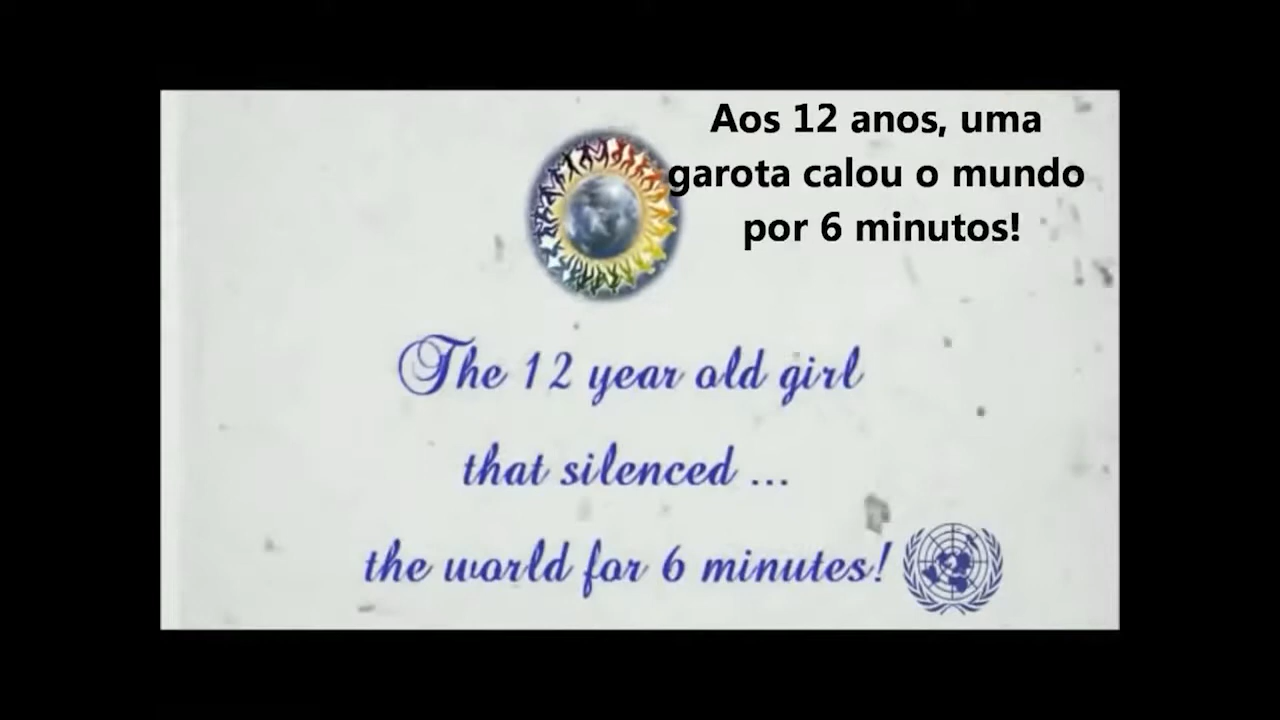 Aos 12 anos, uma
garota calou o mundo
por 6 minutos!
The 12 year old girl
that silenced ...
the world for 6 minutes!